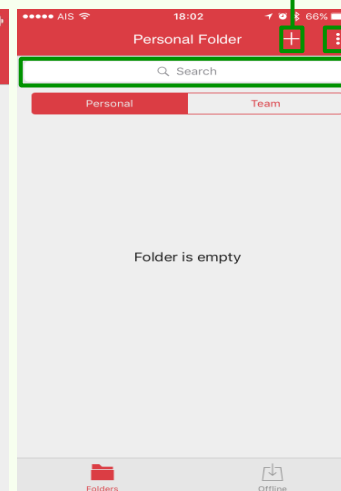 AIS 18:02 66%
Personal Folder
Search
Personal Team
Folder is empty
Folders Offline